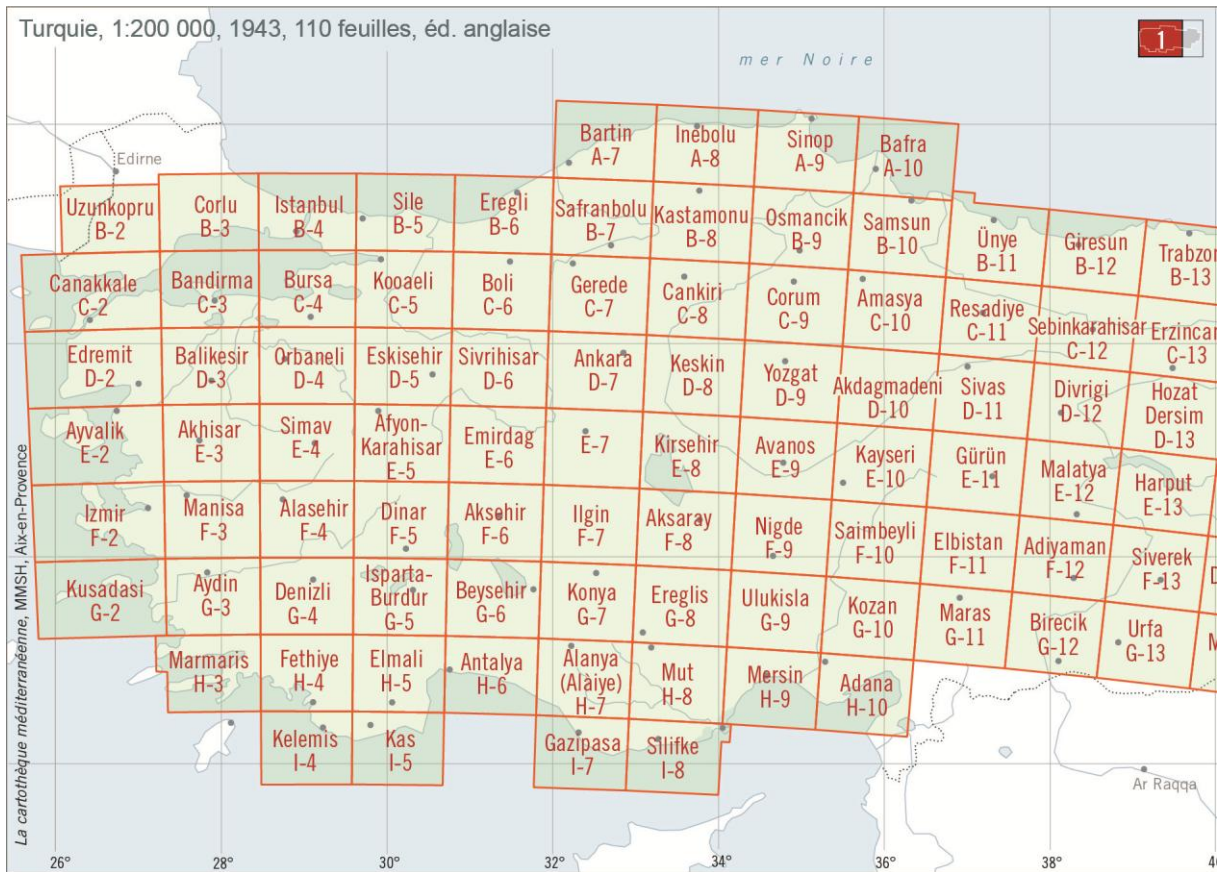 Turquie, 1:200 000, 1943, 110 feuilles, éd. anglaise
1
mer Noire
Edirne
Bartin
A-7
Inebolu
A-8
Sinop
A-9
Bafra
A-10
Uzunkopru
B-2
Corlu
B-3
Istanbul
B-4
Sile
B-5
Eregli
B-6
Safranbolu
B-7
Kastamonu
B-8
Osmancik
B-9
Samsun
B-10
Ünye
B-11
Giresun
B-12
Trabzon
B-13
Canakkale
C-2
Bandirma
C-3
Bursa
C-4
Kooaeli
C-5
Boli
C-6
Gerede
C-7
Cankiri
C-8
Corum
C-9
Amasya
C-10
Resadiye
C-11
Sebinkarahisar
C-12
Erzincan
C-13
Edremit
D-2
Balikesir
D-3
Orbaneli
D-4
Eskisehir
D-5
Sivrihisar
D-6
Ankara
D-7
Keskin
D-8
Yozgat
D-9
Akdagmadeni
D-10
Sivas
D-11
Divrigi
D-12
Hozat
Dersim
D-13
Ayvalik
E-2
Akhisar
E-3
Simav
E-4
Afyon-
Karahisar
E-5
Emirdag
E-6
E-7
Kirsehir
E-8
Avanos
E-9
Kayseri
E-10
Gürün
E-11
Malatya
E-12
Harput
E-13
Izmir
F-2
Manisa
F-3
Alasehir
F-4
Dinar
F-5
Aksehir
F-6
Ilgin
F-7
Aksaray
F-8
Nigde
F-9
Saimbeyli
F-10
Elbistan
F-11
Adiyaman
F-12
Siverek
F-13
Kusadasi
G-2
Aydin
G-3
Denizli
G-4
Isparta-
Burdur
G-5
Beysehir
G-6
Konya
G-7
Ereglis
G-8
Ulukisla
G-9
Kozan
G-10
Maras
G-11
Birecik
G-12
Urfa
G-13
Marmaris
H-3
Fethiye
H-4
Elmali
H-5
Antalya
H-6
Alanya
(Alàiye)
H-7
Mut
H-8
Mersin
H-9
Adana
H-10
Kelemis
I-4
Kas
I-5
Gazipasa
I-7
Silifke
I-8
Ar Raqqa
La cartothèque méditerranéenne, MMSH, Aix-en-Provence
26° 28° 30° 32° 34° 36° 38° 40